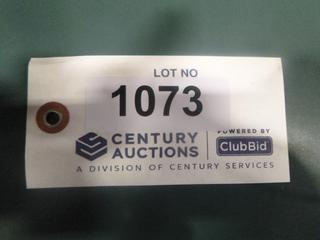 LOT NO
1073
CENTURY
AUCTIONS
POWERED BY
ClubBid
A DIVISION OF CENTURY SERVICES